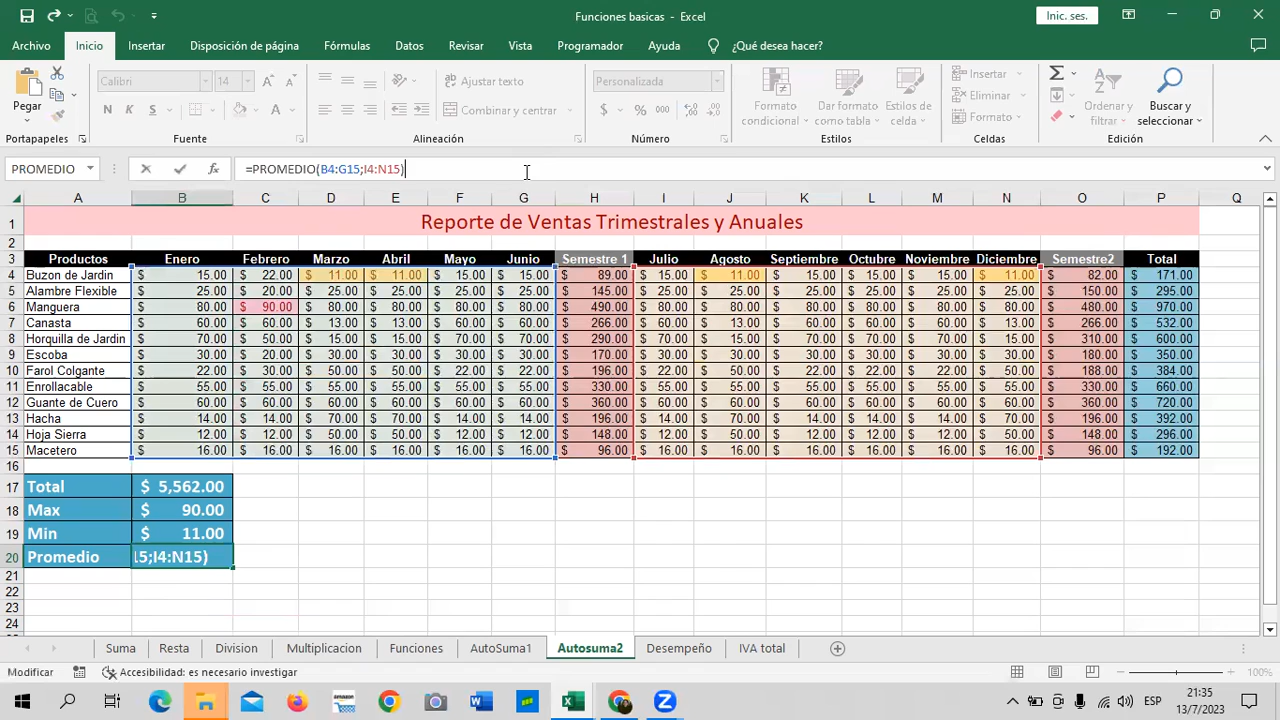 Funciones basicas - Excel
Inic. ses.
Archivo Inicio Insertar Disposición de página Fórmulas Datos Revisar Vista Programador Ayuda ¿Qué desea hacer?
Pegar Calibri 14 Ajustar texto Personalizada Insertar
N K S A Combinar y centrar $ % 000 Formato condicional Dar formato como tabla Estilos de celda Eliminar Formato Ordenar y filtrar Buscar y seleccionar
Portapapeles Fuente Alineación Número Estilos Celdas Edición
PROMEDIO =PROMEDIO(B4:G15;I4:N15)
A B C D E F G H I J K L M N O P Q
1 Reporte de Ventas Trimestrales y Anuales
2
3 Productos Enero Febrero Marzo Abril Mayo Junio Semestre 1 Julio Agosto Septiembre Octubre Noviembre Diciembre Semestre2 Total
4 Buzon de Jardin $ 15.00 $ 22.00 $ 11.00 $ 11.00 $ 15.00 $ 15.00 $ 89.00 $ 15.00 $ 11.00 $ 15.00 $ 15.00 $ 15.00 $ 11.00 $ 82.00 $ 171.00
5 Alambre Flexible $ 25.00 $ 20.00 $ 25.00 $ 25.00 $ 25.00 $ 25.00 $ 145.00 $ 25.00 $ 25.00 $ 25.00 $ 25.00 $ 25.00 $ 25.00 $ 150.00 $ 295.00
6 Manguera $ 80.00 $ 90.00 $ 80.00 $ 80.00 $ 80.00 $ 80.00 $ 490.00 $ 80.00 $ 80.00 $ 80.00 $ 80.00 $ 80.00 $ 80.00 $ 480.00 $ 970.00
7 Canasta $ 60.00 $ 60.00 $ 13.00 $ 13.00 $ 60.00 $ 60.00 $ 266.00 $ 60.00 $ 13.00 $ 60.00 $ 60.00 $ 60.00 $ 13.00 $ 266.00 $ 532.00
8 Horquilla de Jardin $ 70.00 $ 50.00 $ 15.00 $ 15.00 $ 70.00 $ 70.00 $ 290.00 $ 70.00 $ 15.00 $ 70.00 $ 70.00 $ 70.00 $ 15.00 $ 310.00 $ 600.00
9 Escoba $ 30.00 $ 20.00 $ 30.00 $ 30.00 $ 30.00 $ 30.00 $ 170.00 $ 30.00 $ 30.00 $ 30.00 $ 30.00 $ 30.00 $ 30.00 $ 180.00 $ 350.00
10 Farol Colgante $ 22.00 $ 30.00 $ 50.00 $ 50.00 $ 22.00 $ 22.00 $ 196.00 $ 22.00 $ 50.00 $ 22.00 $ 22.00 $ 22.00 $ 50.00 $ 188.00 $ 384.00
11 Enrollacable $ 55.00 $ 55.00 $ 55.00 $ 55.00 $ 55.00 $ 55.00 $ 330.00 $ 55.00 $ 55.00 $ 55.00 $ 55.00 $ 55.00 $ 55.00 $ 330.00 $ 660.00
12 Guante de Cuero $ 60.00 $ 60.00 $ 60.00 $ 60.00 $ 60.00 $ 60.00 $ 360.00 $ 60.00 $ 60.00 $ 60.00 $ 60.00 $ 60.00 $ 60.00 $ 360.00 $ 720.00
13 Hacha $ 14.00 $ 14.00 $ 70.00 $ 70.00 $ 14.00 $ 14.00 $ 196.00 $ 14.00 $ 70.00 $ 14.00 $ 14.00 $ 14.00 $ 70.00 $ 196.00 $ 392.00
14 Hoja Sierra $ 12.00 $ 12.00 $ 50.00 $ 50.00 $ 12.00 $ 12.00 $ 148.00 $ 12.00 $ 50.00 $ 12.00 $ 12.00 $ 12.00 $ 50.00 $ 148.00 $ 296.00
15 Macetero $ 16.00 $ 16.00 $ 16.00 $ 16.00 $ 16.00 $ 16.00 $ 96.00 $ 16.00 $ 16.00 $ 16.00 $ 16.00 $ 16.00 $ 16.00 $ 96.00 $ 192.00
16
17 Total $ 5,562.00
18 Max $ 90.00
19 Min $ 11.00
20 Promedio 15;I4:N15)
21
22
23
24
Suma Resta Division Multiplicacion Funciones AutoSuma1 Autosuma2 Desempeño IVA total
Modificar Accesibilidad: es necesario investigar 100%
ESP 21:35
13/7/2023